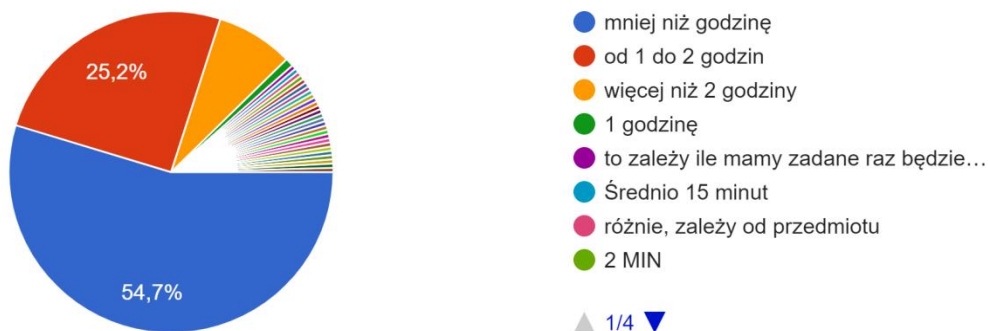 25,2%
54,7%
mniej niż godzinę
od 1 do 2 godzin
więcej niż 2 godziny
1 godzinę
to zależy ile mamy zadane raz będzie…
Średnio 15 minut
różnie, zależy od przedmiotu
2 MIN
1/4